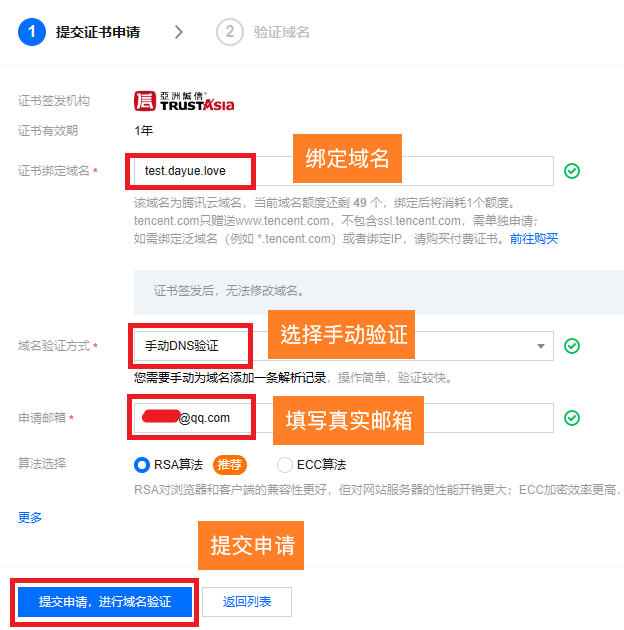 1 提交证书申请 > 2 验证域名
证书签发机构 亞洲誠信 TRUSTAsia
证书有效期 1年
证书绑定域名 * test.dayue.love 绑定域名
该域名为腾讯云域名，当前域名额度还剩 49 个，绑定后将消耗1个额度。
tencent.com只赠送www.tencent.com，不包含ssl.tencent.com，需单独申请；
如需绑定泛域名（例如 *.tencent.com）或者绑定IP，请购买付费证书。前往购买
证书签发后，无法修改域名。
域名验证方式 * 手动DNS验证 选择手动验证
您需要手动为域名添加一条解析记录，操作简单，验证较快。
申请邮箱 * @qq.com 填写真实邮箱
算法选择 RSA算法 推荐 ECC算法
RSA对浏览器和客户端的兼容性更好，但对网站服务器的性能开销更大；ECC加密效率更高，
更多
提交申请
提交申请，进行域名验证 返回列表